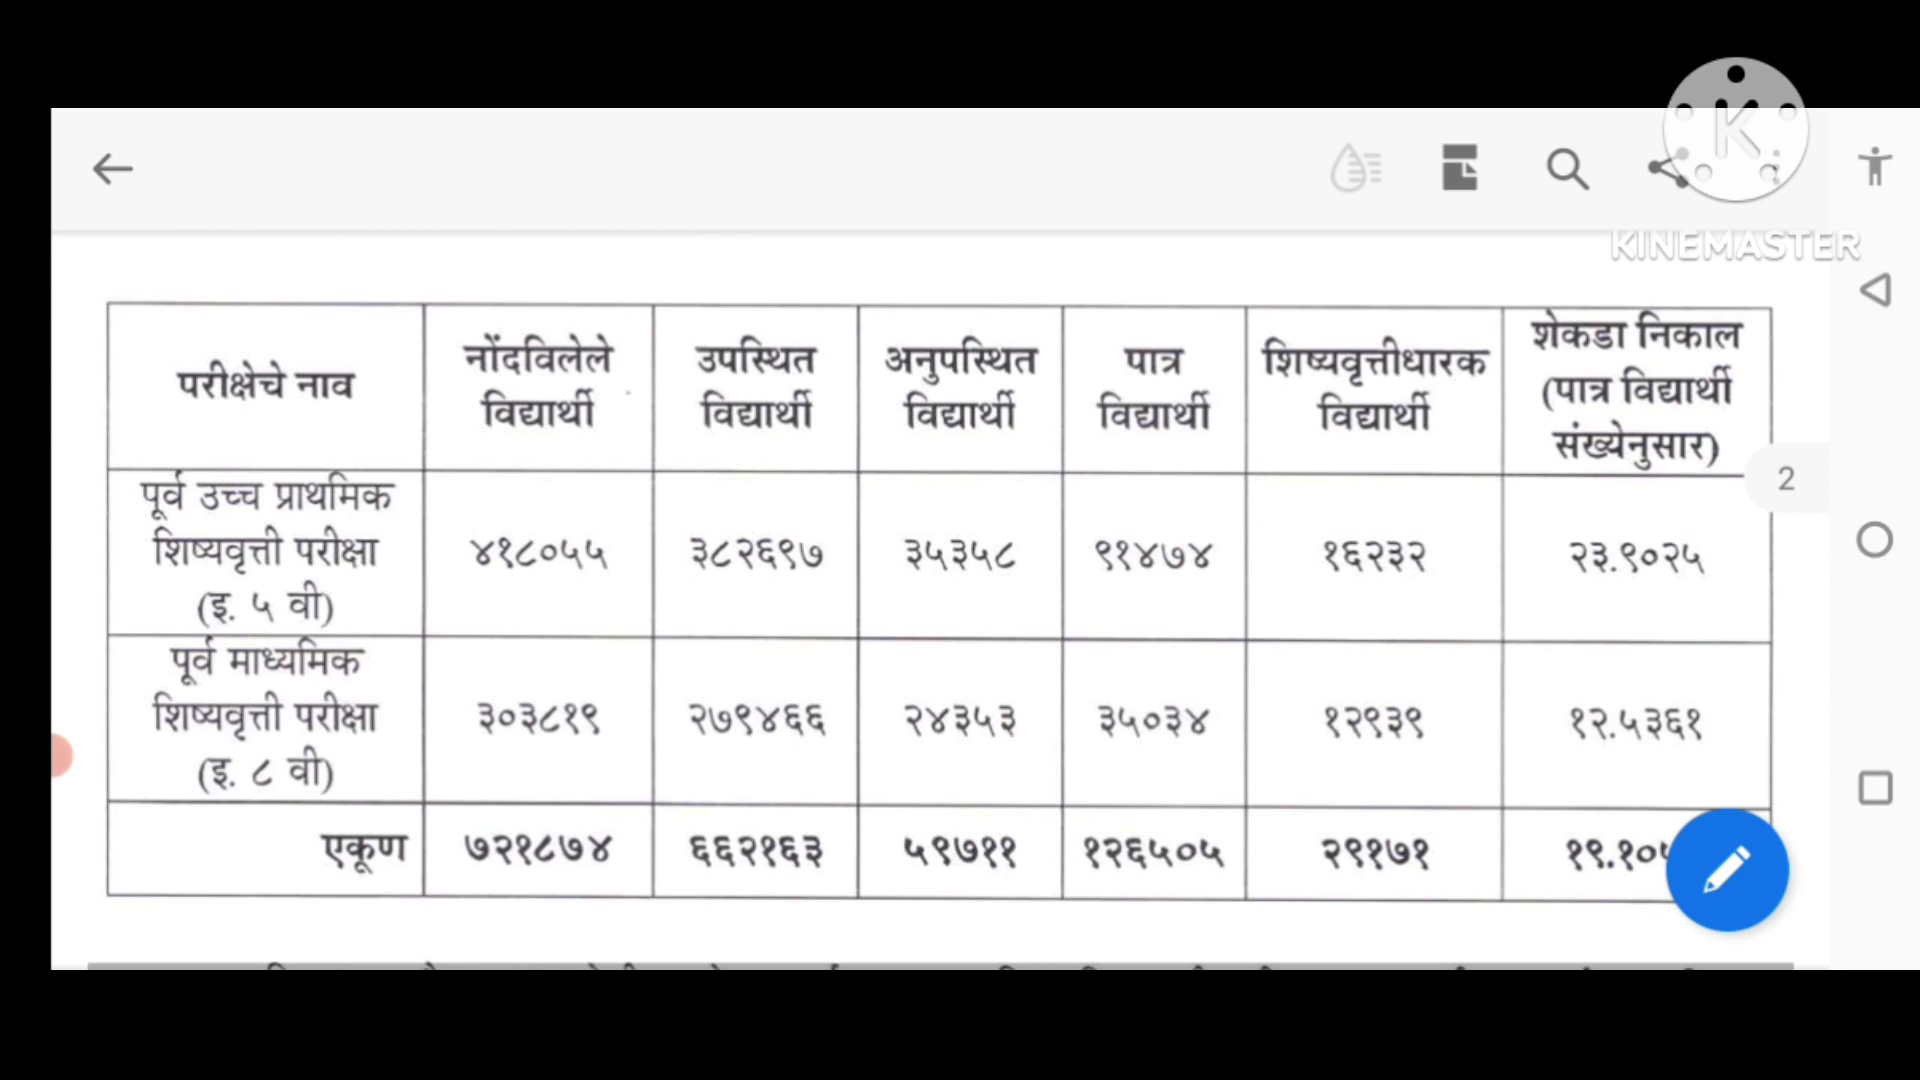 KINEMASTER
परीक्षेचे नाव
नोंदविलेले
विद्यार्थी
उपस्थित
विद्यार्थी
अनुपस्थित
विद्यार्थी
पात्र
विद्यार्थी
शिष्यवृत्तीधारक
विद्यार्थी
शेकडा निकाल
(पात्र विद्यार्थी
संख्येनुसार)
2
पूर्व उच्च प्राथमिक
शिष्यवृत्ती परीक्षा
(इ. ५ वी)
४१८०५५
३८२६९७
३५३५८
९१४७४
१६२३२
२३.९०२५
पूर्व माध्यमिक
शिष्यवृत्ती परीक्षा
(इ. ८ वी)
३०३८१९
२७९४६६
२४३५३
३५०३४
१२९३९
१२.५३६१
एकूण
७२१८७४
६६२१६३
५९७११
१२६५०५
२९१७१